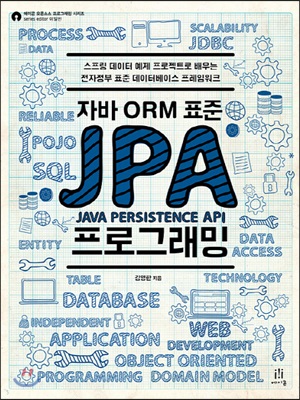 에이콘 오픈소스 프로그래밍 시리즈
PROCESS
SCALABILITY
DATA
JDBC
스프링 데이터 예제 프로젝트로 배우는
전자정부 표준 데이터베이스 프레임워크
RELIABLE
자바 ORM 표준
POJO
SQL
JPA
JAVA PERSISTENCE API
프로그래밍
ENTITY
DATA
ACCESS
김영한 지음
TABLE
TECHNOLOGY
DATABASE
INDEPENDENT
WEB
DEVELOPMENT
APPLICATION
OBJECT ORIENTED
PROGRAMMING
DOMAIN MODEL
에이콘